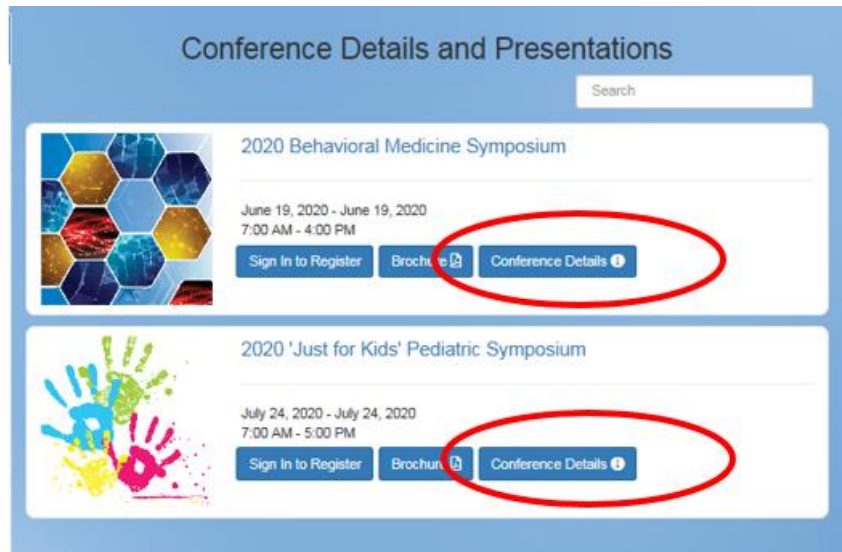 Conference Details and Presentations
Search
2020 Behavioral Medicine Symposium
June 19, 2020 - June 19, 2020
7:00 AM - 4:00 PM
Sign In to Register Brochure Conference Details
2020 'Just for Kids' Pediatric Symposium
July 24, 2020 - July 24, 2020
7:00 AM - 5:00 PM
Sign In to Register Brochure Conference Details